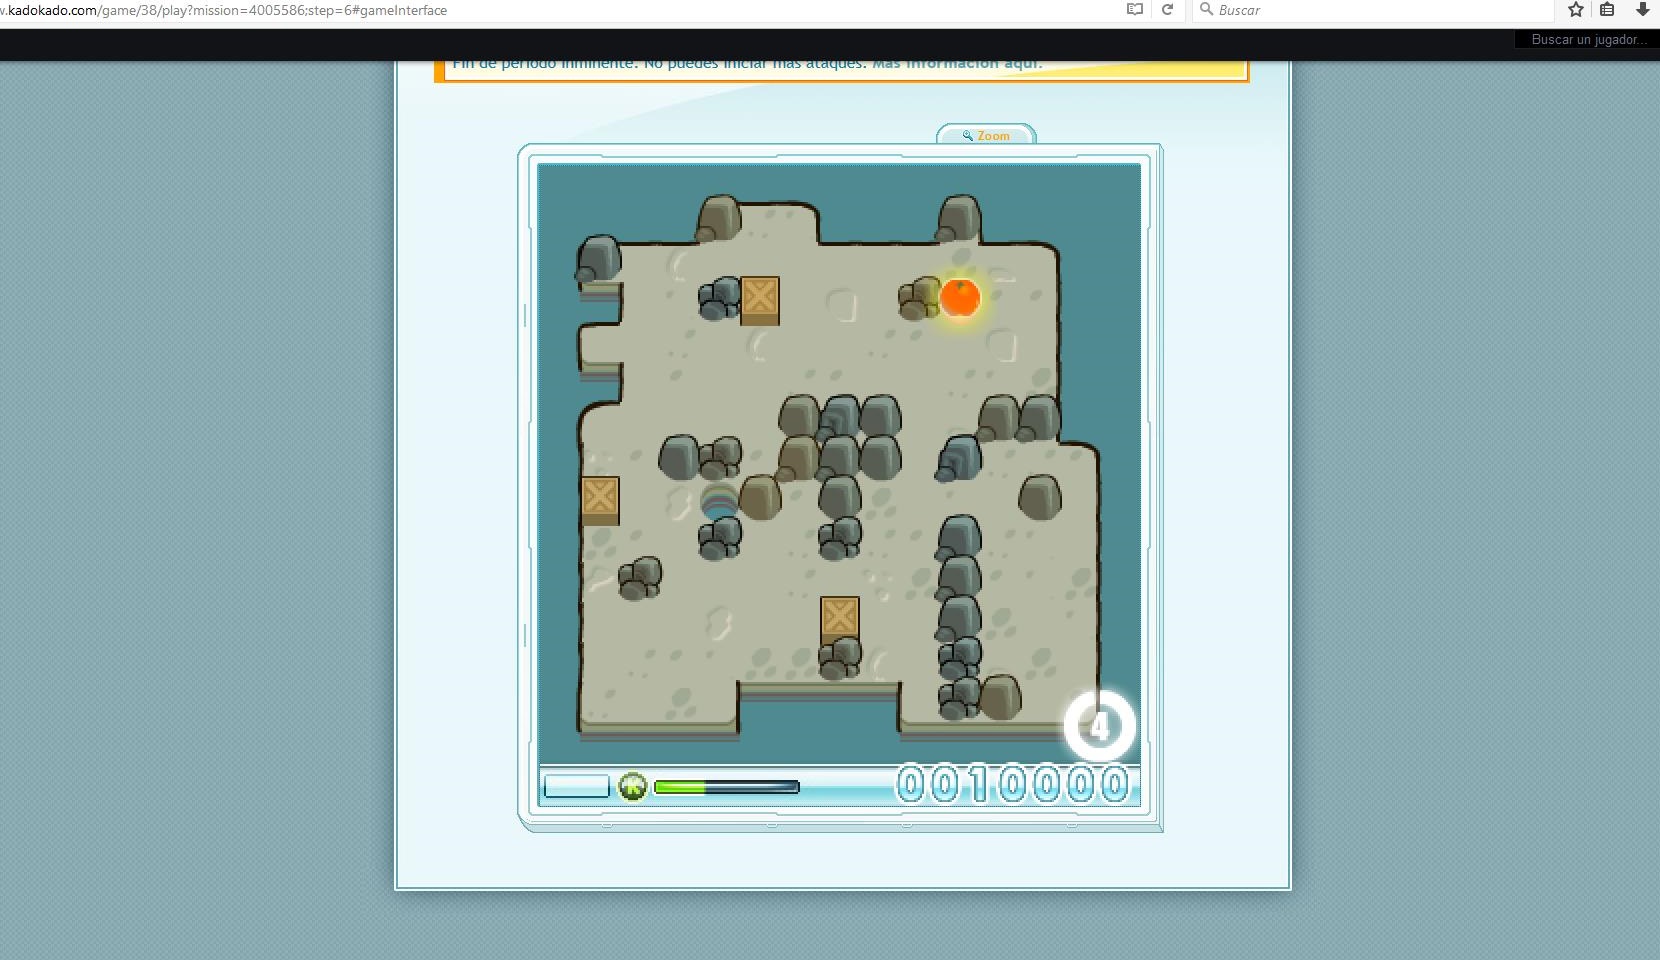 w.kadokado.com/game/38/play?mission=4005586;step=6#gameInterface
Buscar
Buscar un jugador...
Fin de periodo inminente. No puedes iniciar más ataques. Más información aquí.
Zoom
4
K
0010000